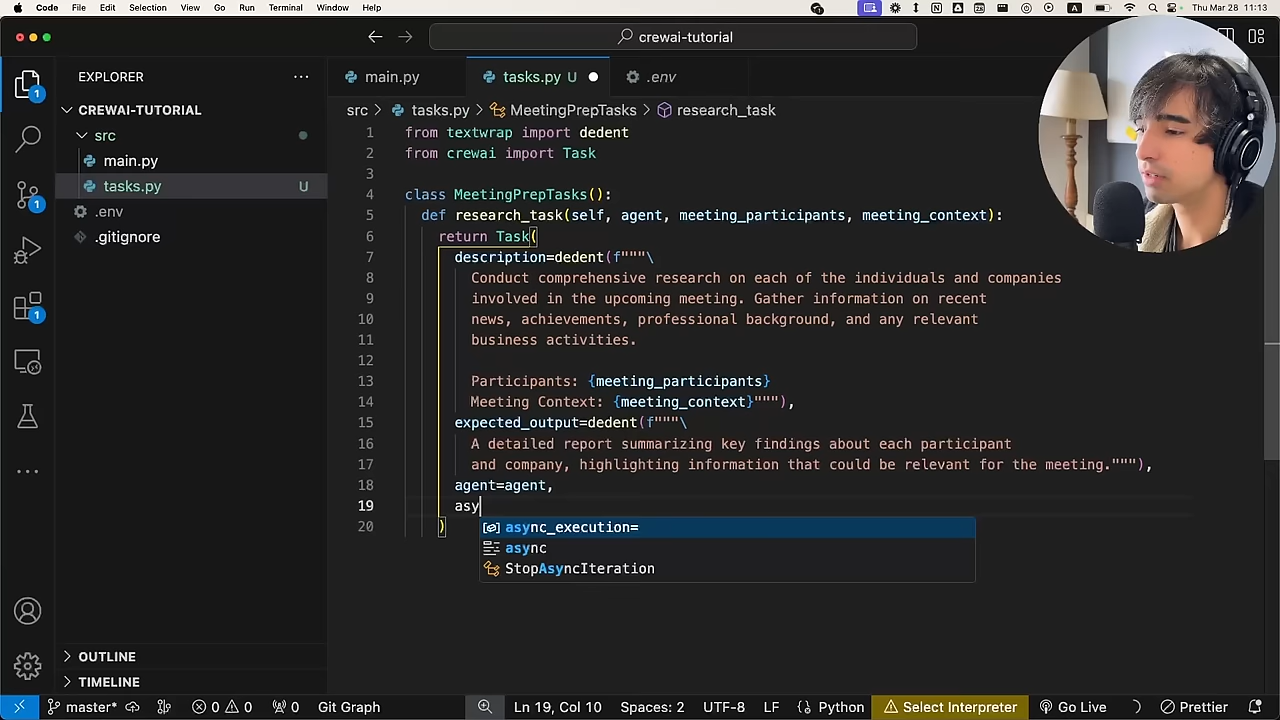 Code File Edit Selection View Go Run Terminal Window Help Thu Mar 28 11:13
crewai-tutorial
EXPLORER
main.py
tasks.py U
.env
CREWAI-TUTORIAL
src > tasks.py > MeetingPrepTasks > research_task
src
main.py
tasks.py U
.env
.gitignore
1 from textwrap import dedent
2 from crewai import Task
3
4 class MeetingPrepTasks():
5 def research_task(self, agent, meeting_participants, meeting_context):
6 return Task(
7 description=dedent(f"""\
8 Conduct comprehensive research on each of the individuals and companies
9 involved in the upcoming meeting. Gather information on recent
10 news, achievements, professional background, and any relevant
11 business activities.
12
13 Participants: {meeting_participants}
14 Meeting Context: {meeting_context}"""),
15 expected_output=dedent(f"""\
16 A detailed report summarizing key findings about each participant
17 and company, highlighting information that could be relevant for the meeting."""),
18 agent=agent,
19 asy
20 )
async_execution=
async
StopAsyncIteration
1
1
1
OUTLINE
TIMELINE
master* 0 0 0 Git Graph Ln 19, Col 10 Spaces: 2 UTF-8 LF Python Select Interpreter Go Live Prettier